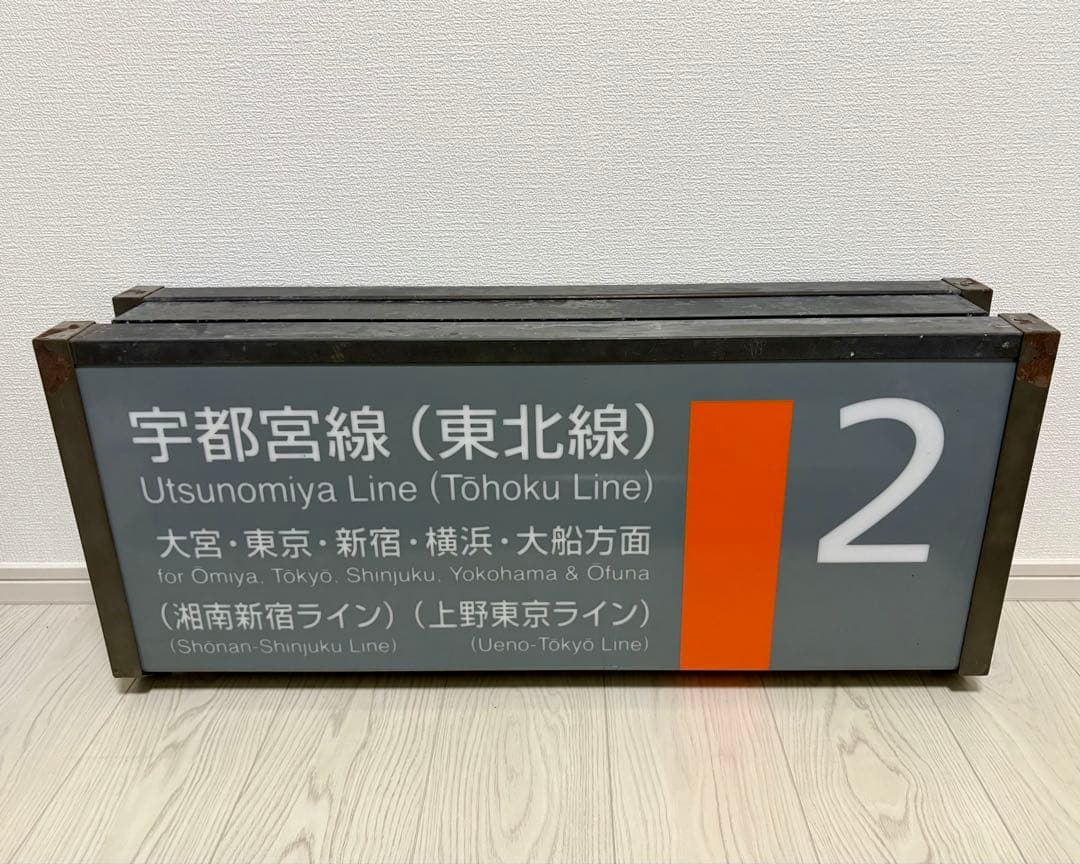 宇都宮線（東北線）
Utsunomiya Line (Tōhoku Line)
大宮・東京・新宿・横浜・大船方面
for Ōmiya, Tōkyō, Shinjuku, Yokohama & Ōfuna
（湘南新宿ライン）（上野東京ライン）
(Shōnan-Shinjuku Line) (Ueno-Tōkyō Line)
2